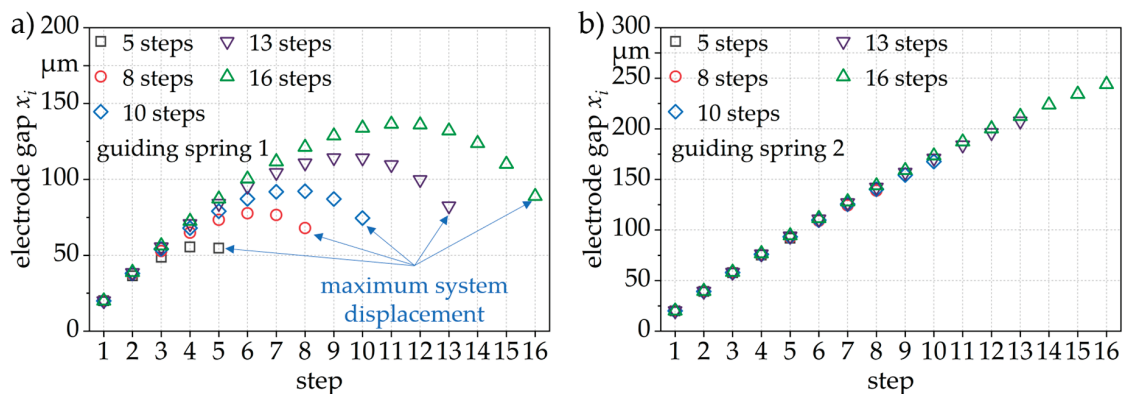 a)
200
μm
150
100
50
0
electrode gap xᵢ
5 steps
13 steps
8 steps
16 steps
10 steps
guiding spring 1
maximum system
displacement
1 2 3 4 5 6 7 8 9 10 11 12 13 14 15 16
step
b)
300
μm
250
200
150
100
50
0
electrode gap xᵢ
5 steps
13 steps
8 steps
16 steps
10 steps
guiding spring 2
1 2 3 4 5 6 7 8 9 10 11 12 13 14 15 16
step